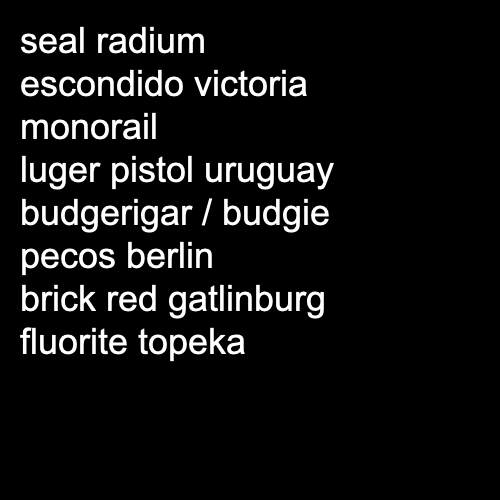 seal radium
escondido victoria
monorail
luger pistol uruguay
budgerigar / budgie
pecos berlin
brick red gatlinburg
fluorite topeka